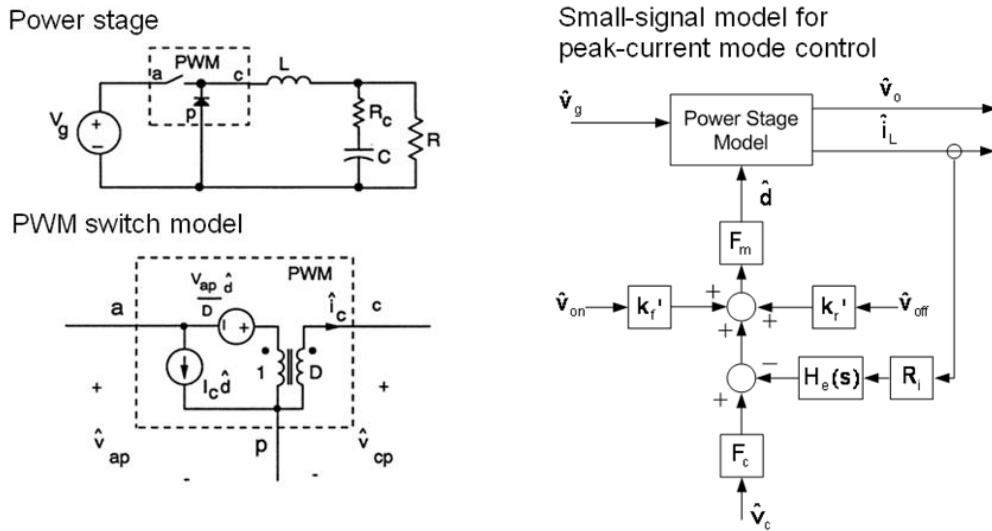 Power stage
PWM
a
c
L
p
V_g
+
−
R_c
C
R
PWM switch model
V_ap d̂
D
PWM
î_c
a
c
I_c d̂
1
D
+
+
v̂_ap
p
v̂_cp
-
-
Small-signal model for
peak-current mode control
v̂_g
Power Stage
Model
v̂_o
î_L
d̂
F_m
v̂_on
k_f'
+
+
k_r'
v̂_off
+
−
H_e(s)
R_i
+
F_c
v̂_c